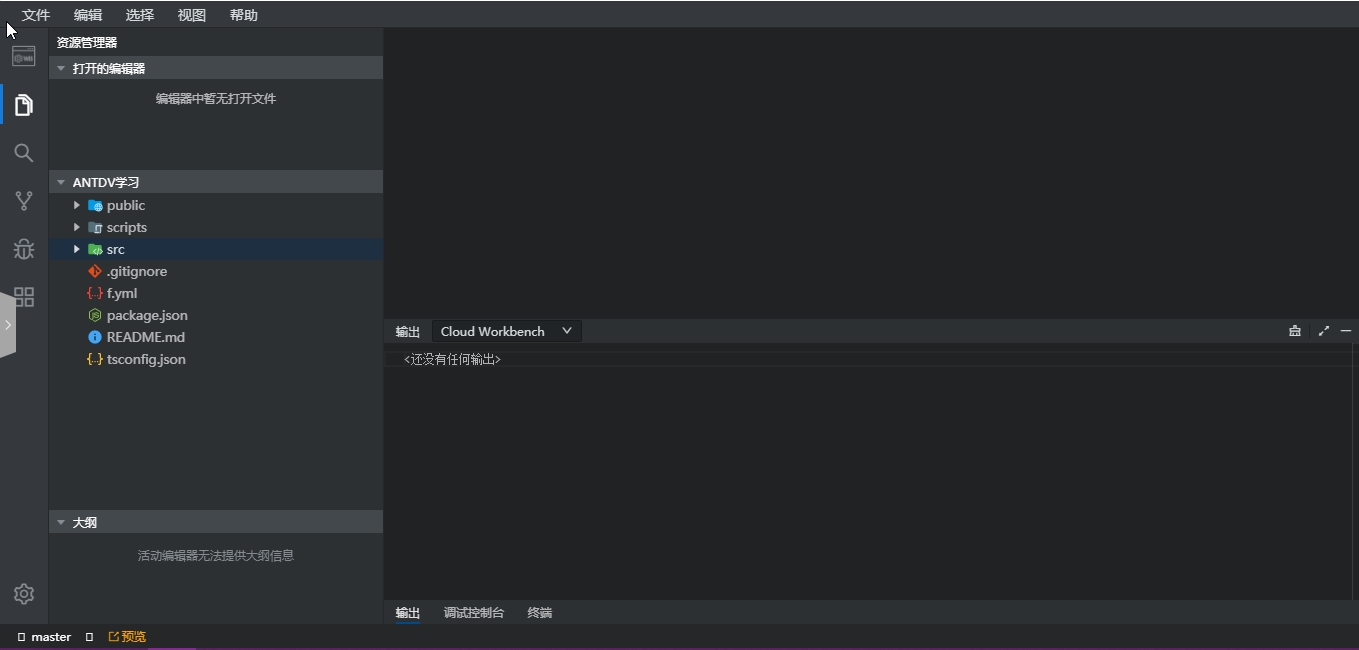 文件 编辑 选择 视图 帮助
资源管理器
打开的编辑器
编辑器中暂无打开文件
ANTDV学习
public
scripts
src
.gitignore
f.yml
package.json
README.md
tsconfig.json
大纲
活动编辑器无法提供大纲信息
输出 Cloud Workbench
<还没有任何输出>
输出 调试控制台 终端
master 预览